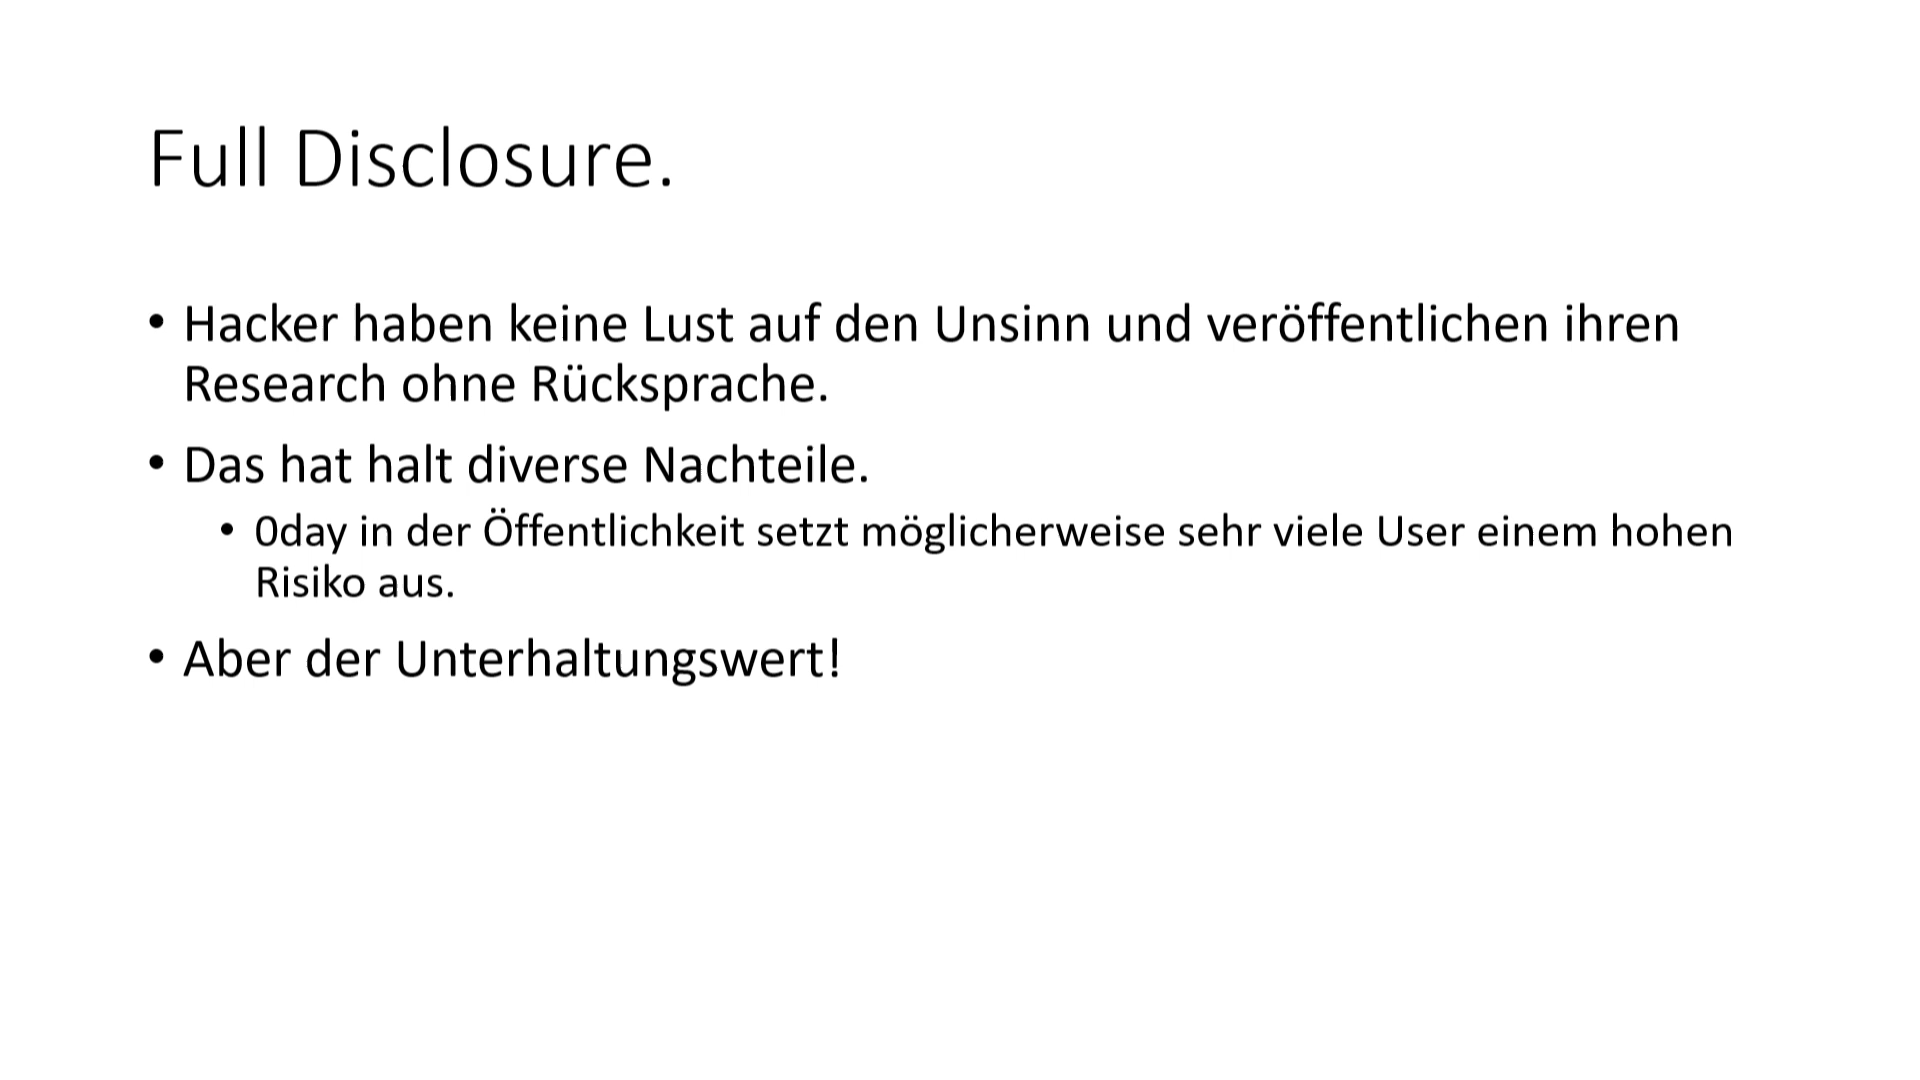 Full Disclosure.
• Hacker haben keine Lust auf den Unsinn und veröffentlichen ihren
Research ohne Rücksprache.
• Das hat halt diverse Nachteile.
• 0day in der Öffentlichkeit setzt möglicherweise sehr viele User einem hohen
Risiko aus.
• Aber der Unterhaltungswert!